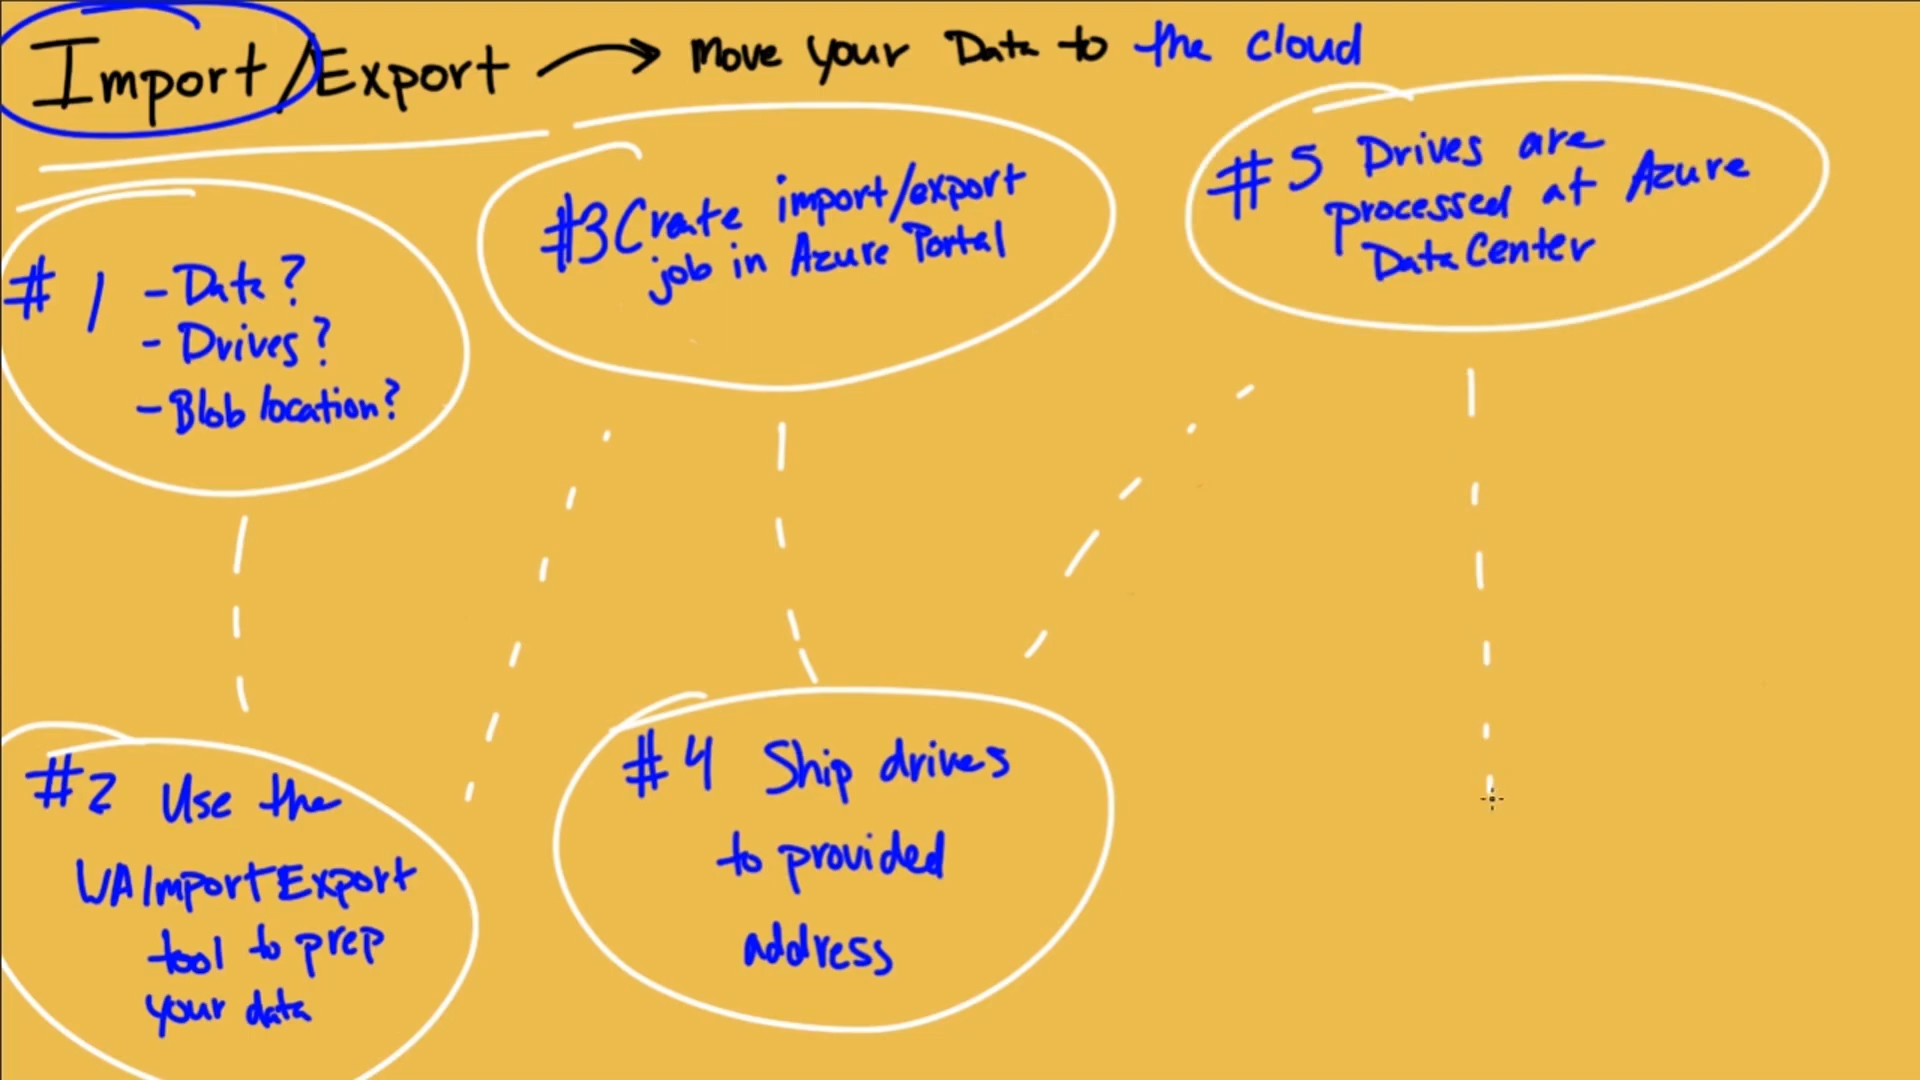 Import/Export → Move your Data to the cloud
# 1 - Data?
- Drives?
- Blob location?
#2 Use the
WAImportExport
tool to prep
your data
#3 Crate import/export
job in Azure Portal
#4 Ship drives
to provided
address
#5 Drives are
processed at Azure
Data Center